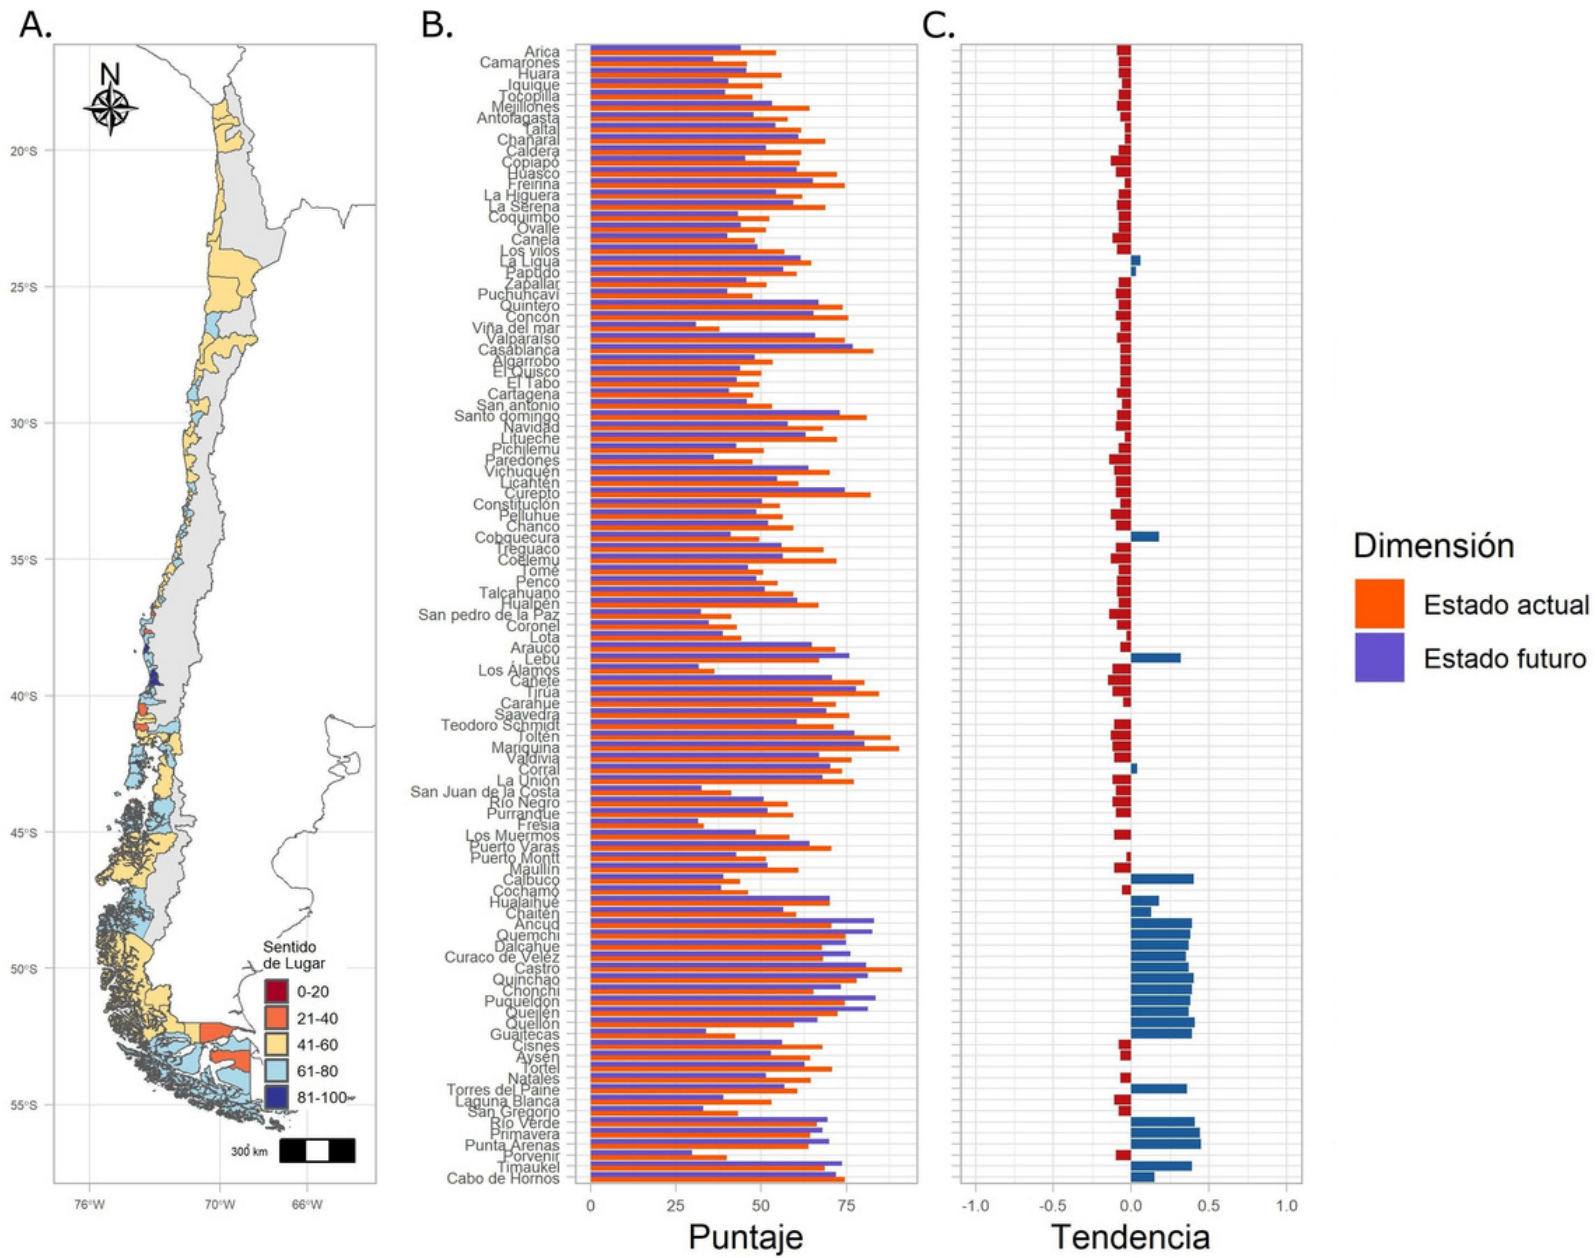 A.
B.
C.
N
20°S
25°S
30°S
35°S
40°S
45°S
50°S
55°S
76°W
70°W
66°W
Sentido
de Lugar
0-20
21-40
41-60
61-80
81-100
300 km
Arica
Camarones
Huara
Iquique
Tocopilla
Mejillones
Antofagasta
Taltal
Chañaral
Caldera
Copiapó
Huasco
Freirina
La Higuera
La Serena
Coquimbo
Ovalle
Canela
Los vilos
La Ligua
Papudo
Zapallar
Puchuncaví
Quintero
Concón
Viña del mar
Valparaíso
Casablanca
Algarrobo
El Quisco
El Tabo
Cartagena
San antonio
Santo domingo
Navidad
Litueche
Pichilemu
Paredones
Vichuquén
Licantén
Curepto
Constitución
Pelluhue
Chanco
Cobquecura
Treguaco
Coelemu
Tomé
Penco
Talcahuano
Hualpén
San pedro de la Paz
Coronel
Lota
Arauco
Lebu
Los Álamos
Cañete
Tirúa
Carahue
Saavedra
Teodoro Schmidt
Toltén
Mariquina
Valdivia
Corral
La Unión
San Juan de la Costa
Río Negro
Purranque
Fresia
Los Muermos
Puerto Varas
Puerto Montt
Maullín
Calbuco
Cochamó
Hualaihué
Chaitén
Ancud
Quemchi
Dalcahue
Curaco de Veléz
Castro
Quinchao
Chonchi
Puqueldon
Queilén
Quellón
Guaitecas
Cisnes
Aysén
Tortel
Natales
Torres del Paine
Laguna Blanca
San Gregorio
Río Verde
Primavera
Punta Arenas
Porvenir
Timaukel
Cabo de Hornos
0
25
50
75
Puntaje
-1.0
-0.5
0.0
0.5
1.0
Tendencia
Dimensión
Estado actual
Estado futuro